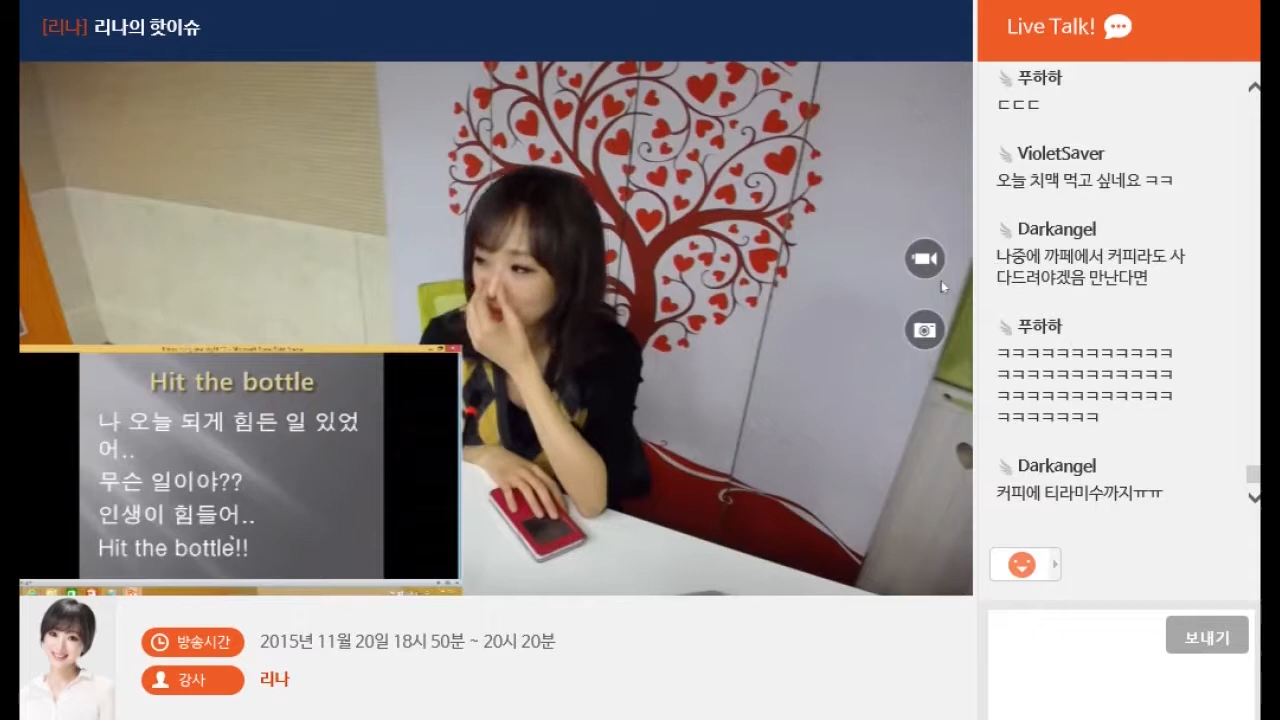 [리나] 리나의 핫이슈
Live Talk!
푸하하
ㄷㄷㄷ
VioletSaver
오늘 치맥 먹고 싶네요 ㅋㅋ
Darkangel
나중에 까페에서 커피라도 사
다드려야겠음 만난다면
푸하하
ㅋㅋㅋㅋㅋㅋㅋㅋㅋㅋㅋㅋ
ㅋㅋㅋㅋㅋㅋㅋㅋㅋㅋㅋㅋ
ㅋㅋㅋㅋㅋㅋㅋㅋㅋㅋㅋㅋ
ㅋㅋㅋㅋㅋㅋㅋ
Darkangel
커피에 티라미수까지ㅠㅠ
보내기
Hit the bottle
나 오늘 되게 힘든 일 있었
어..
무슨 일이야??
인생이 힘들어..
Hit the bottle!!
방송시간 2015년 11월 20일 18시 50분 ~ 20시 20분
강사 리나